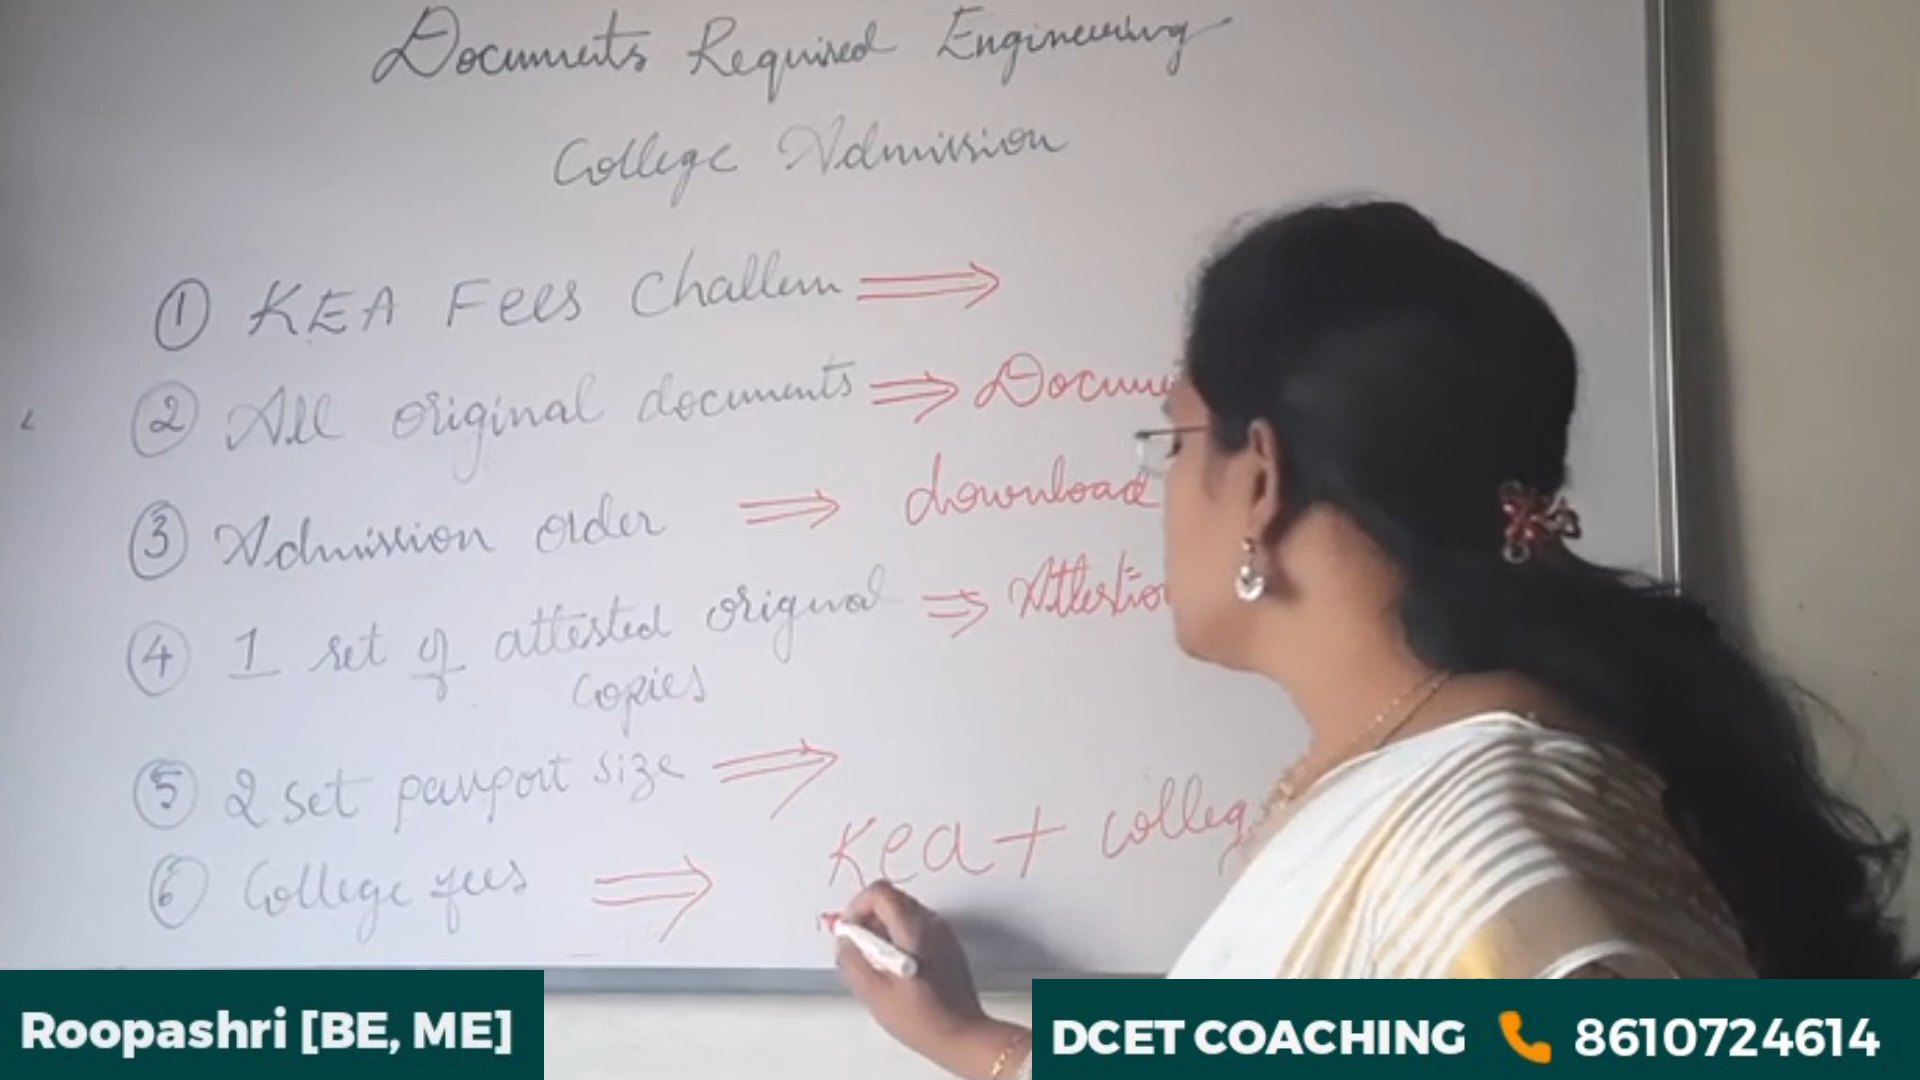 Documents Required Engineering
College Admission
① KEA Fees Challan ⇒
② All original documents ⇒ Docume
③ Admission order ⇒ download
④ 1 set of attested original ⇒ Attestion
copies
⑤ 2 set passport size ⇒
Kea + colleg
⑥ College fees ⇒
Roopashri [BE, ME]
DCET COACHING 8610724614